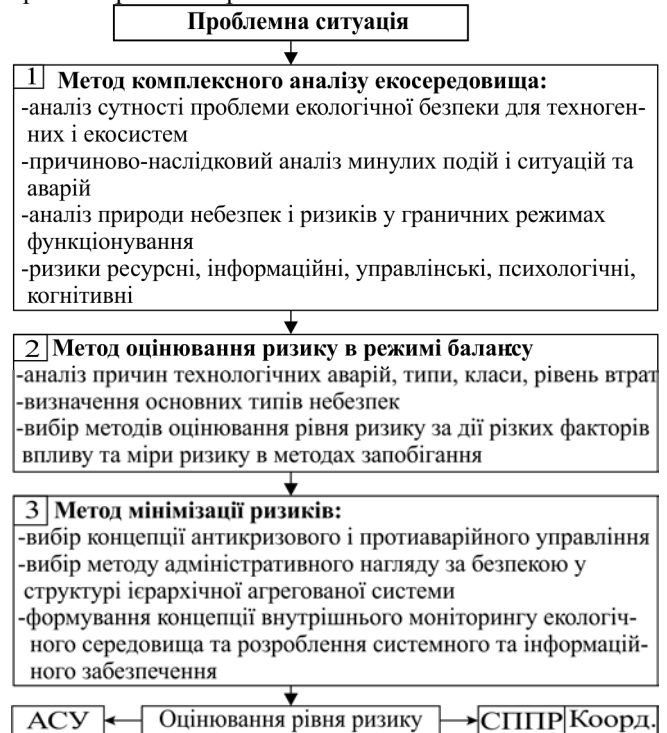 Проблемна ситуація
1 Метод комплексного аналізу екосередовища:
-аналіз сутності проблеми екологічної безпеки для техноген-
них і екосистем
-причиново-наслідковий аналіз минулих подій і ситуацій та
аварій
-аналіз природи небезпек і ризиків у граничних режимах
функціонування
-ризики ресурсні, інформаційні, управлінські, психологічні,
когнітивні
2 Метод оцінювання ризику в режимі балансу
-аналіз причин технологічних аварій, типи, класи, рівень втрат
-визначення основних типів небезпек
-вибір методів оцінювання рівня ризику за дії різких факторів
впливу та міри ризику в методах запобігання
3 Метод мінімізації ризиків:
-вибір концепції антикризового і протиаварійного управління
-вибір методу адміністративного нагляду за безпекою у
структурі ієрархічної агрегованої системи
-формування концепції внутрішнього моніторингу екологіч-
ного середовища та розроблення системного та інформацій-
ного забезпечення
АСУ Оцінювання рівня ризику СППР Коорд.